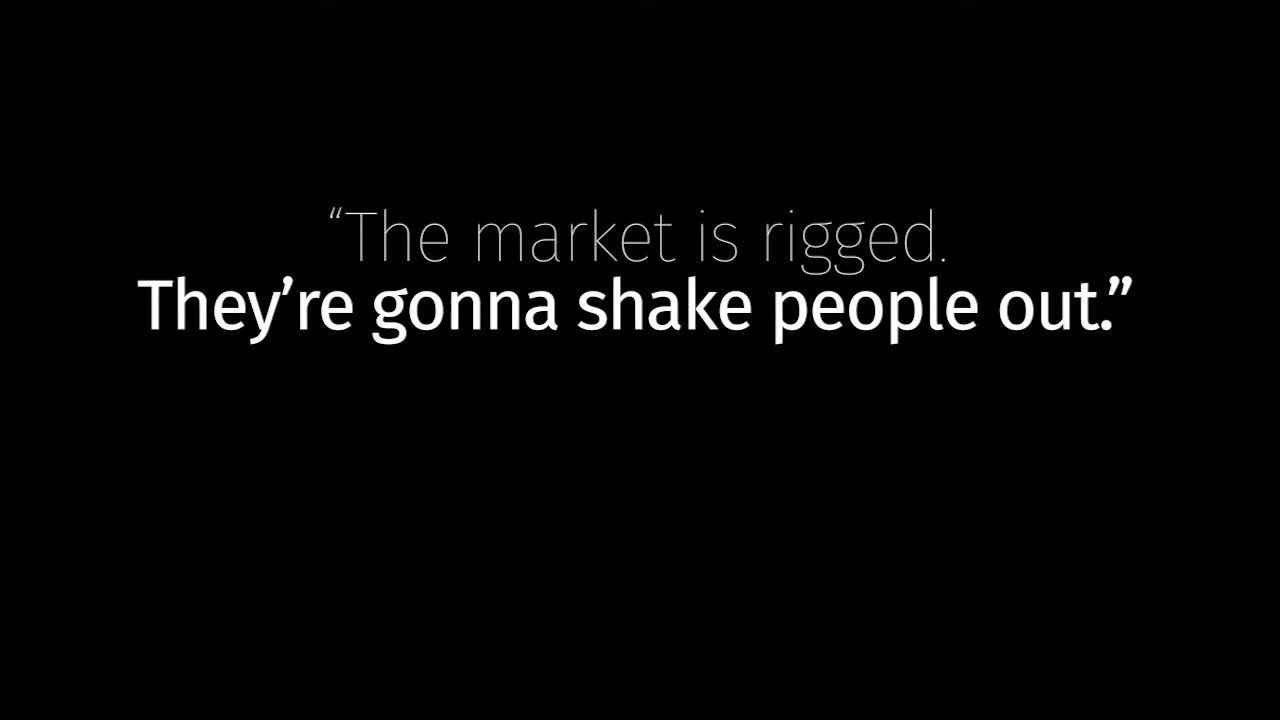 “The market is rigged.
They’re gonna shake people out.”